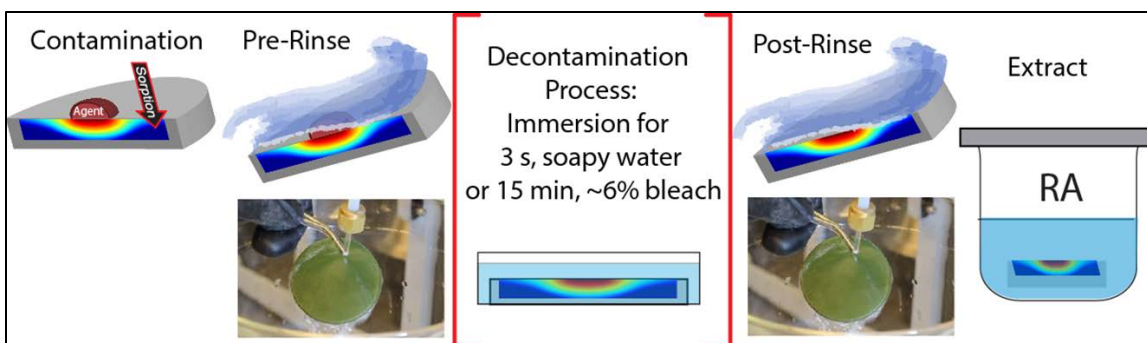 Contamination
Agent
Sorption
Pre-Rinse
Decontamination
Process:
Immersion for
3 s, soapy water
or 15 min, ~6% bleach
Post-Rinse
Extract
RA